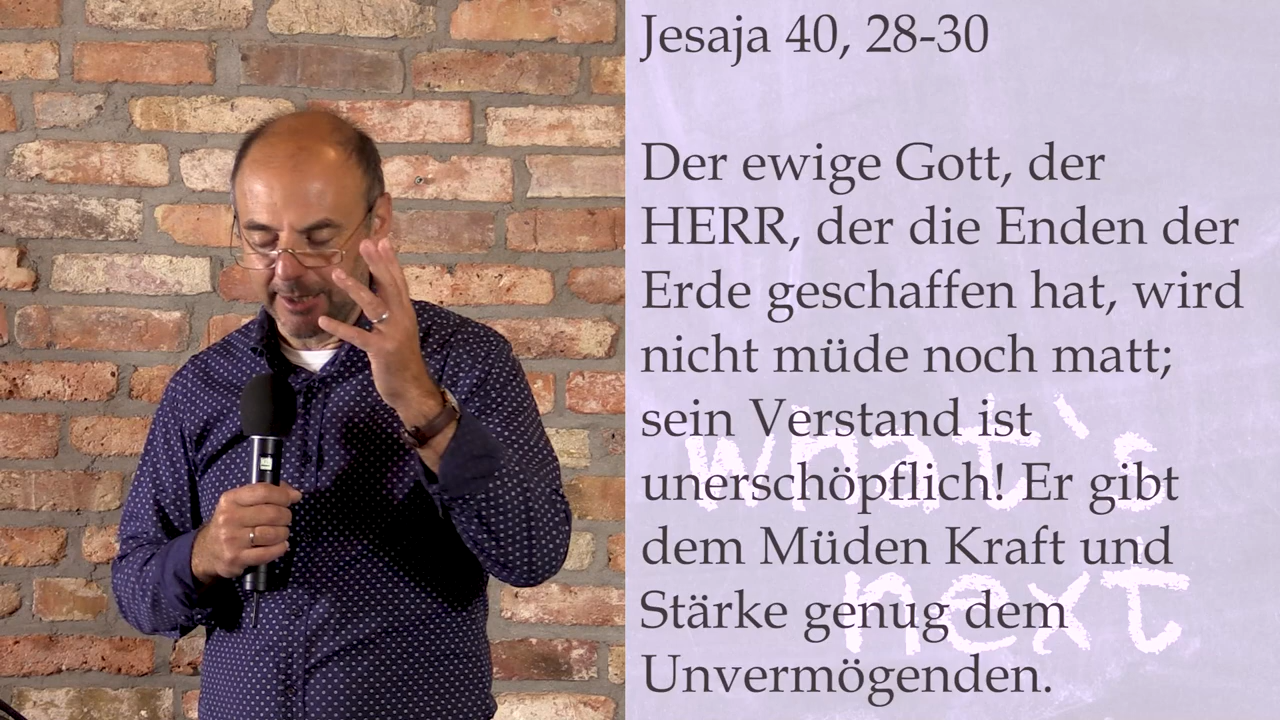 Jesaja 40, 28-30
Der ewige Gott, der
HERR, der die Enden der
Erde geschaffen hat, wird
nicht müde noch matt;
sein Verstand ist
unerschöpflich! Er gibt
dem Müden Kraft und
Stärke genug dem
Unvermögenden.
what`s
next